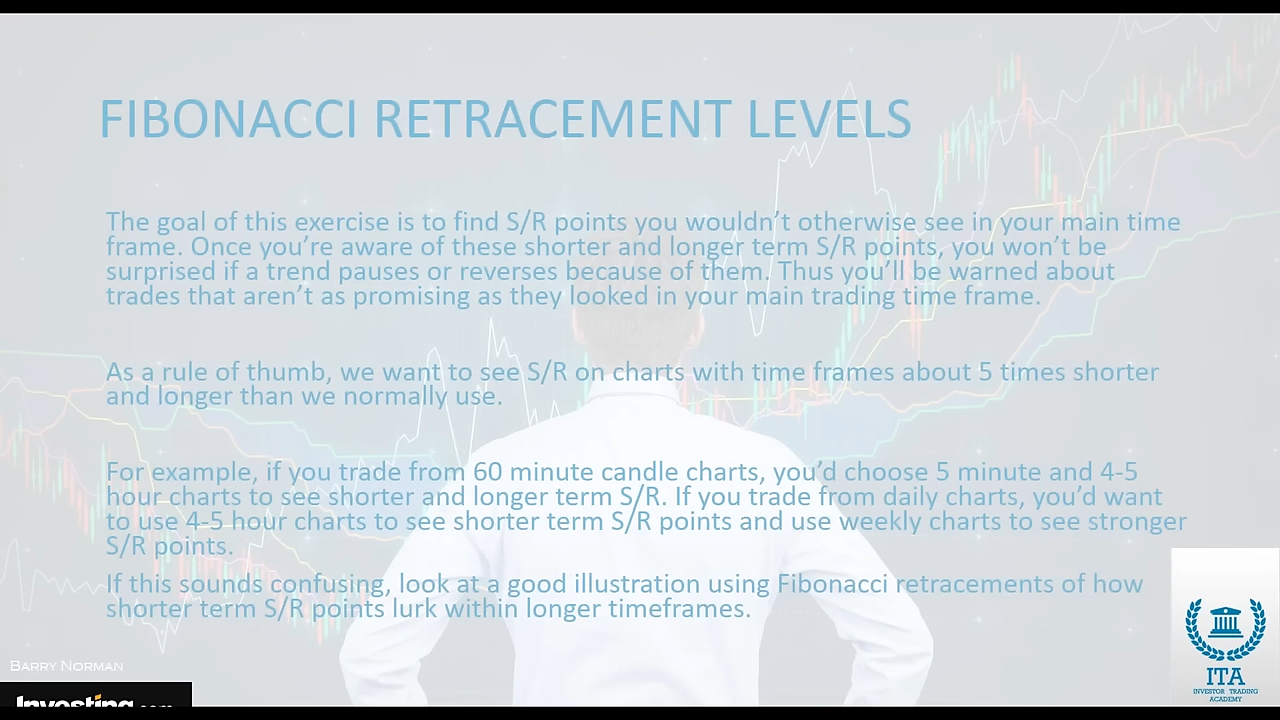 FIBONACCI RETRACEMENT LEVELS
The goal of this exercise is to find S/R points you wouldn't otherwise see in your main time
frame. Once you're aware of these shorter and longer term S/R points, you won't be
surprised if a trend pauses or reverses because of them. Thus you'll be warned about
trades that aren't as promising as they looked in your main trading time frame.
As a rule of thumb, we want to see S/R on charts with time frames about 5 times shorter
and longer than we normally use.
For example, if you trade from 60 minute candle charts, you'd choose 5 minute and 4-5
hour charts to see shorter and longer term S/R. If you trade from daily charts, you'd want
to use 4-5 hour charts to see shorter term S/R points and use weekly charts to see stronger
S/R points.
If this sounds confusing, look at a good illustration using Fibonacci retracements of how
shorter term S/R points lurk within longer timeframes.
BARRY NORMAN
Investing.com
ITA
INVESTOR TRADING
ACADEMY